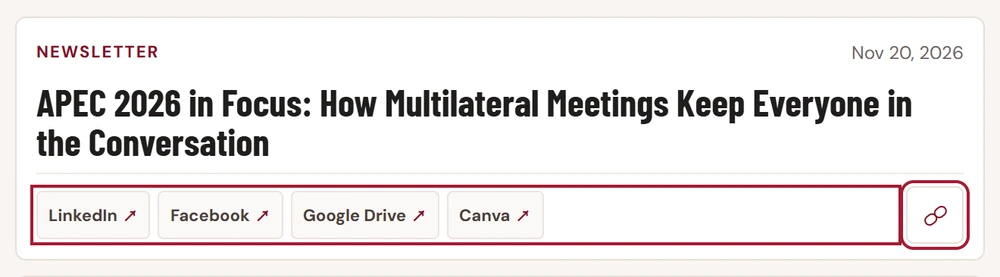 NEWSLETTER
Nov 20, 2026
APEC 2026 in Focus: How Multilateral Meetings Keep Everyone in
the Conversation
LinkedIn ↗ Facebook ↗ Google Drive ↗ Canva ↗